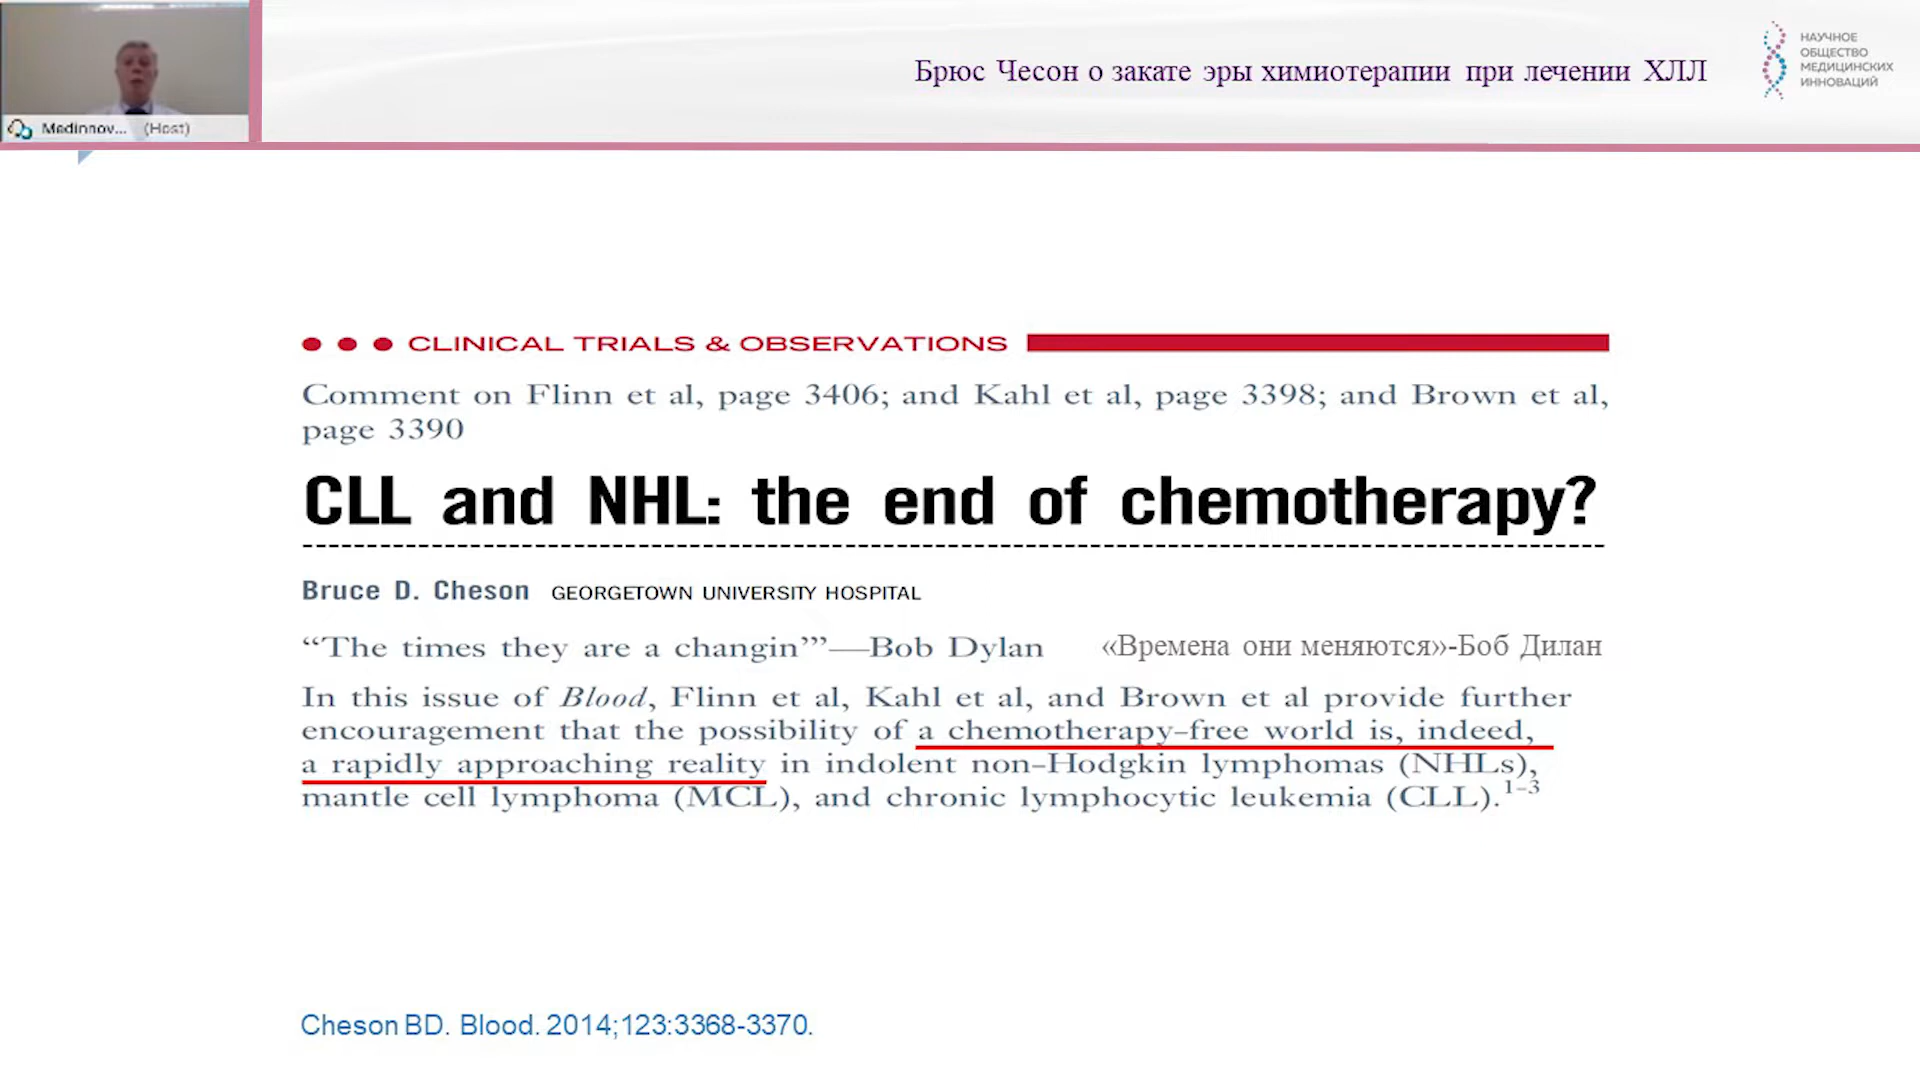 Брюс Чесон о закате эры химиотерапии при лечении ХЛЛ
НАУЧНОЕ
ОБЩЕСТВО
МЕДИЦИНСКИХ
ИННОВАЦИЙ
Medinnov... (Host)
CLINICAL TRIALS & OBSERVATIONS
Comment on Flinn et al, page 3406; and Kahl et al, page 3398; and Brown et al,
page 3390
CLL and NHL: the end of chemotherapy?
Bruce D. Cheson GEORGETOWN UNIVERSITY HOSPITAL
“The times they are a changin’”—Bob Dylan «Времена они меняются»-Боб Дилан
In this issue of Blood, Flinn et al, Kahl et al, and Brown et al provide further
encouragement that the possibility of a chemotherapy-free world is, indeed,
a rapidly approaching reality in indolent non-Hodgkin lymphomas (NHLs),
mantle cell lymphoma (MCL), and chronic lymphocytic leukemia (CLL).1-3
Cheson BD. Blood. 2014;123:3368-3370.